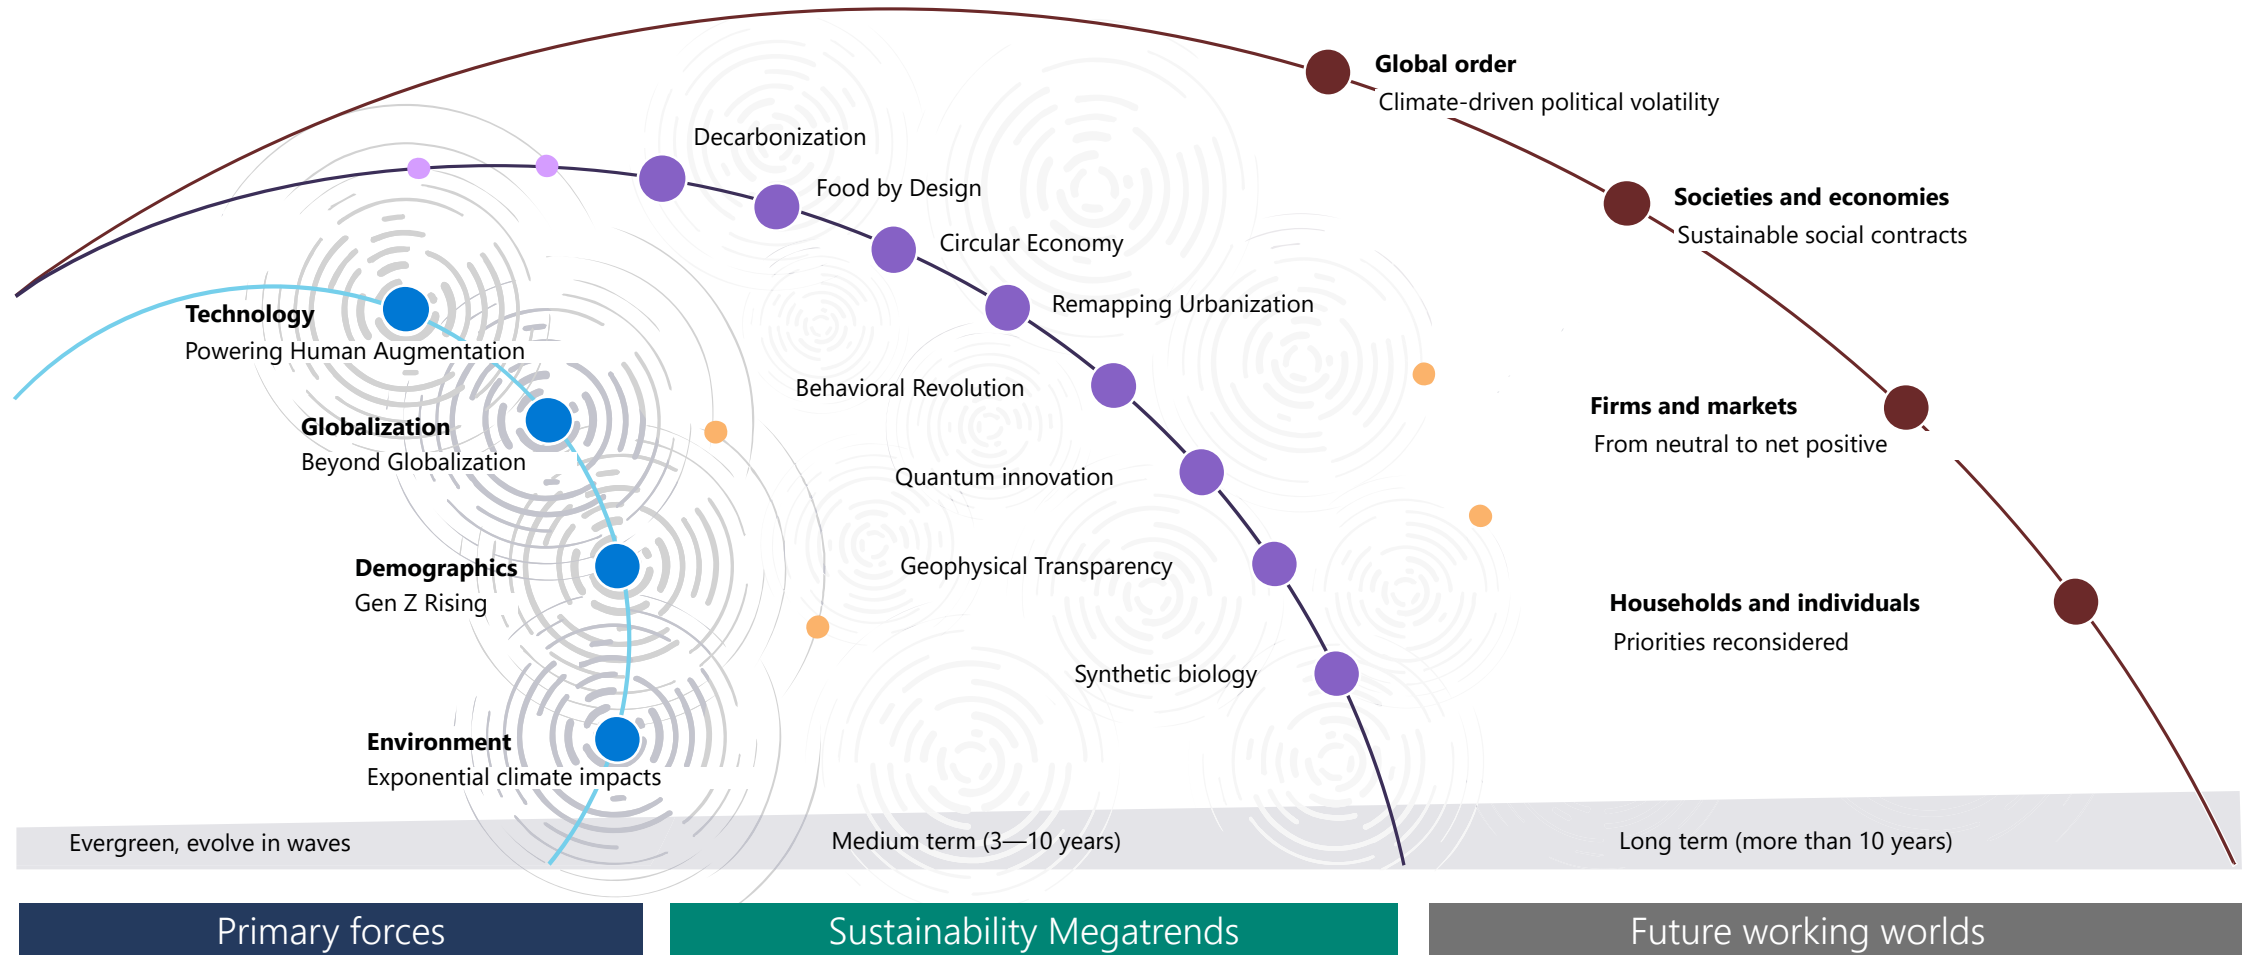 Technology
Powering Human Augmentation
Globalization
Beyond Globalization
Demographics
Gen Z Rising
Environment
Exponential climate impacts
Decarbonization
Food by Design
Circular Economy
Remapping Urbanization
Behavioral Revolution
Quantum innovation
Geophysical Transparency
Synthetic biology
Global order
Climate-driven political volatility
Societies and economies
Sustainable social contracts
Firms and markets
From neutral to net positive
Households and individuals
Priorities reconsidered
Evergreen, evolve in waves
Medium term (3—10 years)
Long term (more than 10 years)
Primary forces
Sustainability Megatrends
Future working worlds